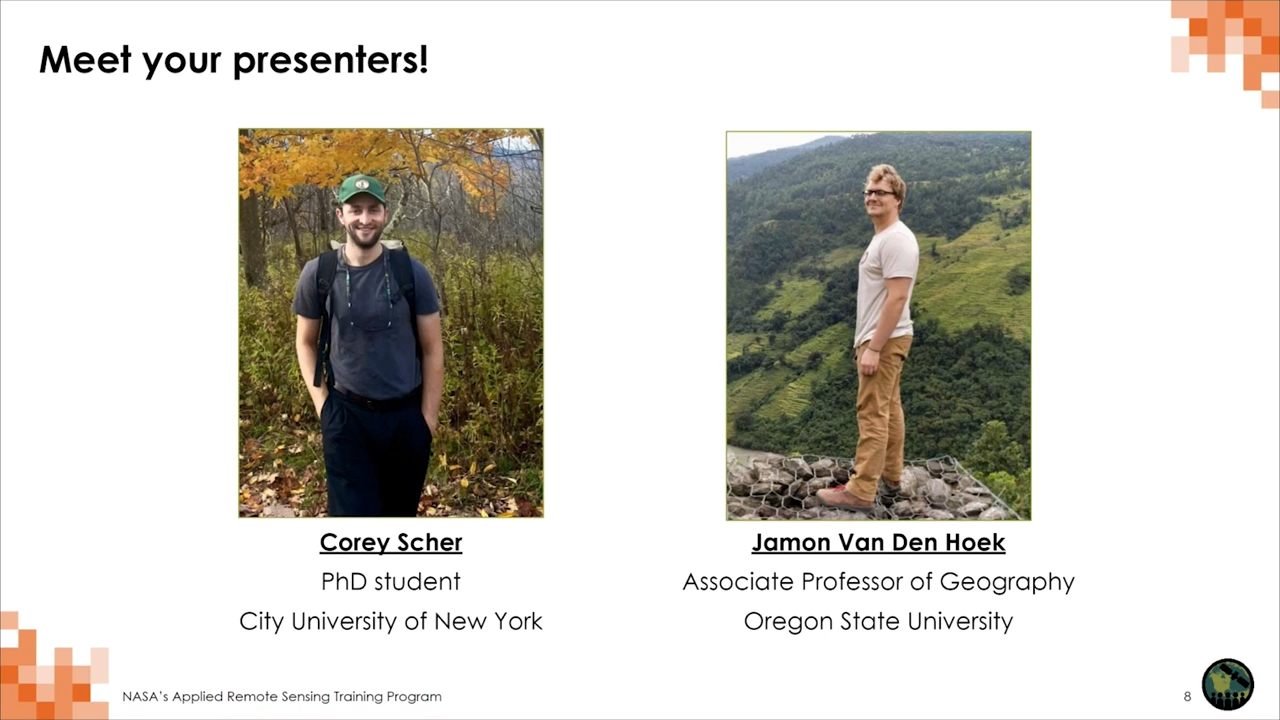 Meet your presenters!
Corey Scher
PhD student
City University of New York
Jamon Van Den Hoek
Associate Professor of Geography
Oregon State University
NASA's Applied Remote Sensing Training Program
8